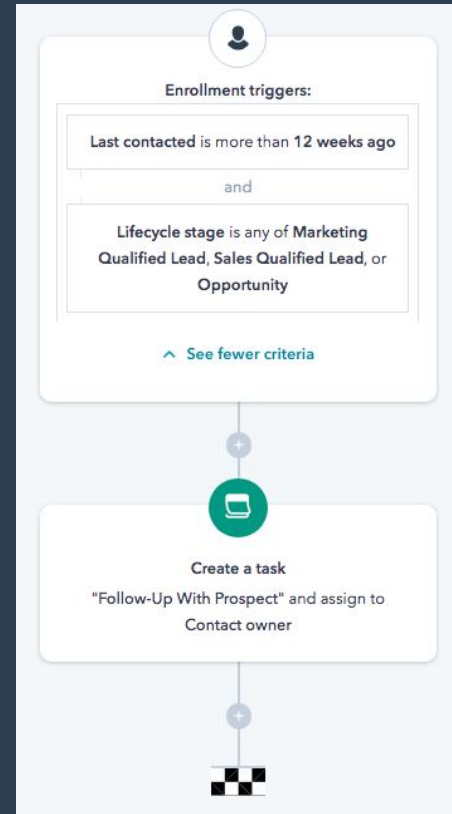 Enrollment triggers:
Last contacted is more than 12 weeks ago
and
Lifecycle stage is any of Marketing
Qualified Lead, Sales Qualified Lead, or
Opportunity
See fewer criteria
Create a task
"Follow-Up With Prospect" and assign to
Contact owner